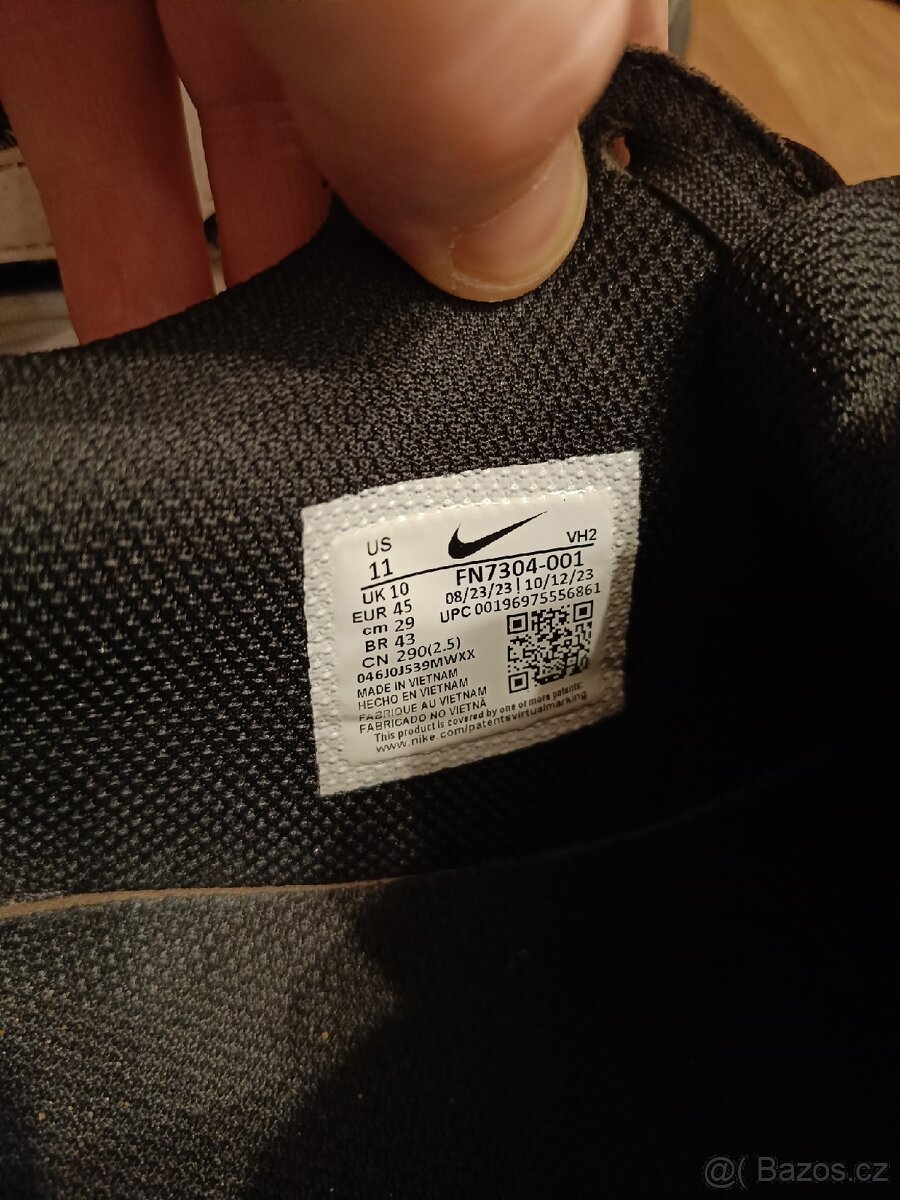 US
11
VH2
FN7304-001
08/23/23 | 10/12/23
UPC 00196975556861
UK 10
EUR 45
cm 29
BR 43
CN 290(2.5)
046J0J539MWXX
MADE IN VIETNAM
HECHO EN VIETNAM
FABRIQUE AU VIETNAM
FABRICADO NO VIETNÃ
This product is covered by one or more patents:
www.nike.com/patentsvirtualmarking
@( Bazos.cz